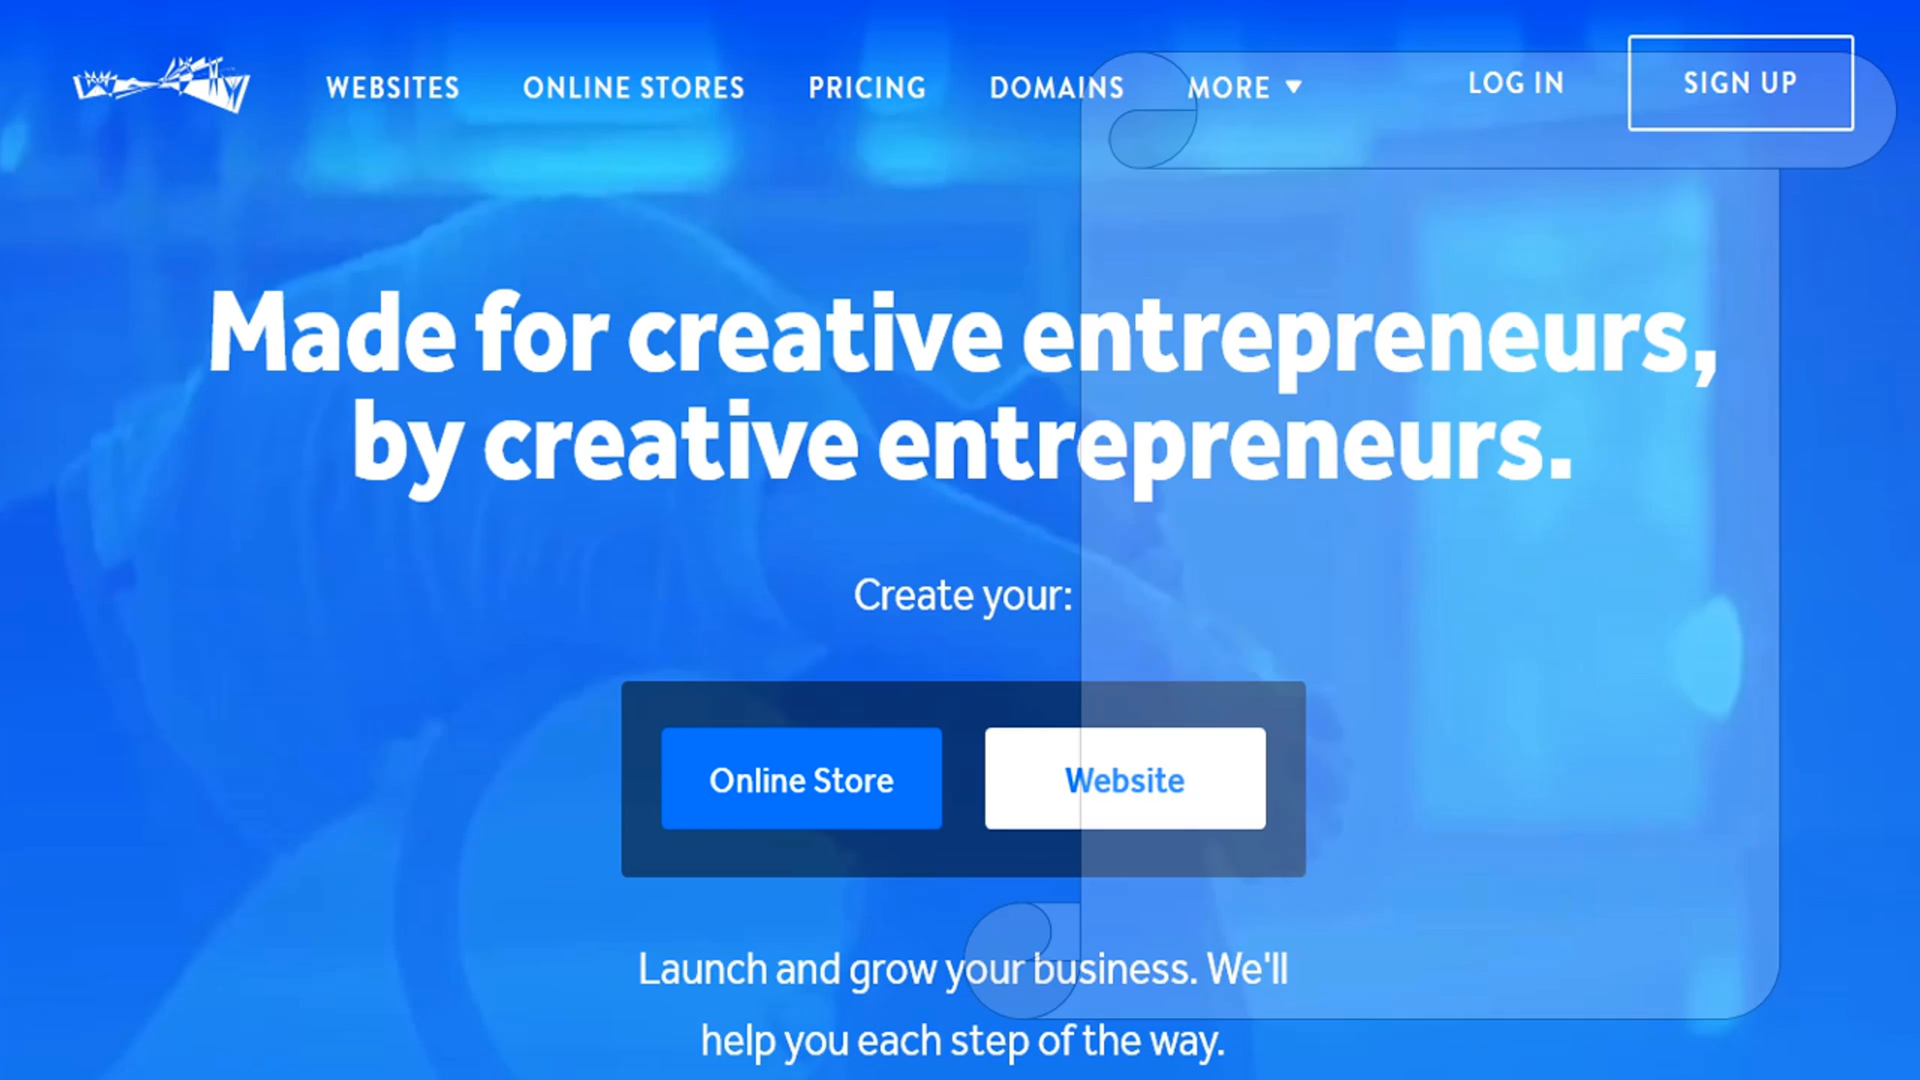 WEBSITES ONLINE STORES PRICING DOMAINS MORE LOG IN SIGN UP
Made for creative entrepreneurs,
by creative entrepreneurs.
Create your:
Online Store Website
Launch and grow your business. We'll
help you each step of the way.